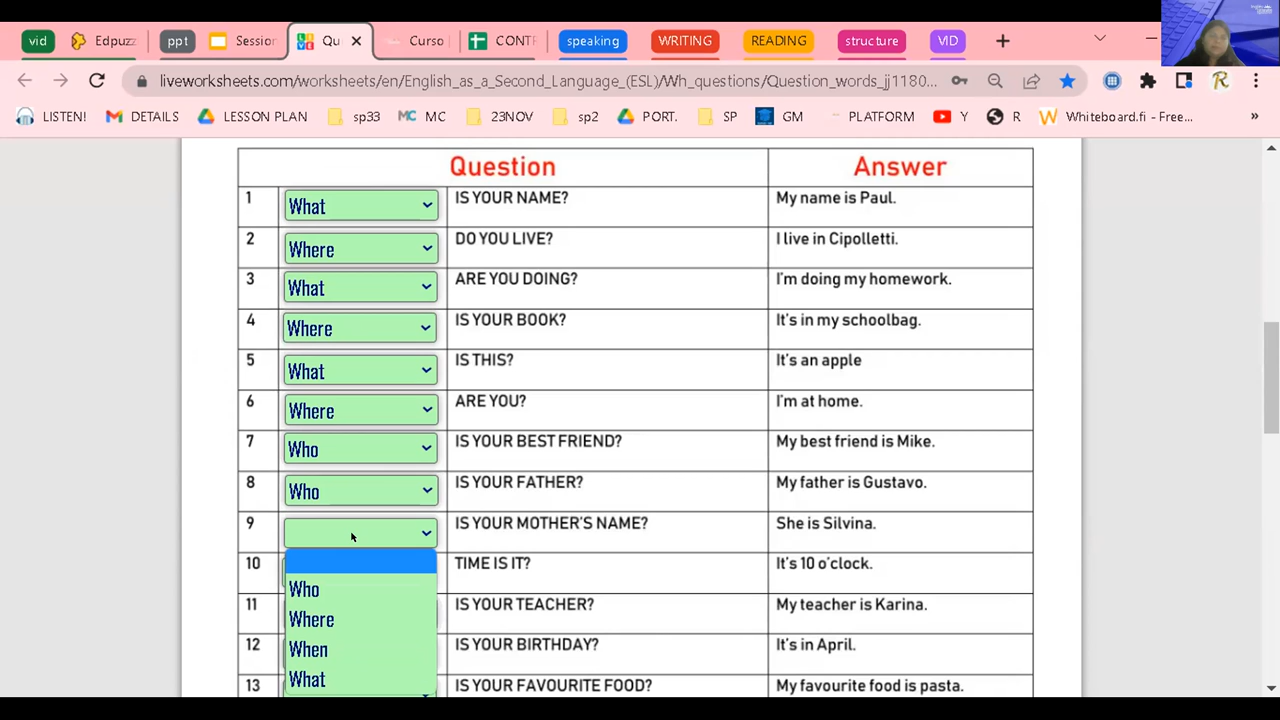 vid Edpuzz ppt Session Qu Curso CONTR speaking WRITING READING structure VID
liveworksheets.com/worksheets/en/English_as_a_Second_Language_(ESL)/Wh_questions/Question_words_jj1180...
LISTEN! DETAILS LESSON PLAN sp33 MC MC 23NOV sp2 PORT. SP GM PLATFORM Y R Whiteboard.fi - Free... »
Question Answer
1 What IS YOUR NAME? My name is Paul.
2 Where DO YOU LIVE? I live in Cipolletti.
3 What ARE YOU DOING? I'm doing my homework.
4 Where IS YOUR BOOK? It's in my schoolbag.
5 What IS THIS? It's an apple
6 Where ARE YOU? I'm at home.
7 Who IS YOUR BEST FRIEND? My best friend is Mike.
8 Who IS YOUR FATHER? My father is Gustavo.
9 IS YOUR MOTHER'S NAME? She is Silvina.
10 TIME IS IT? It's 10 o'clock.
Who
11 IS YOUR TEACHER? My teacher is Karina.
Where
12 IS YOUR BIRTHDAY? It's in April.
When
What
13 IS YOUR FAVOURITE FOOD? My favourite food is pasta.